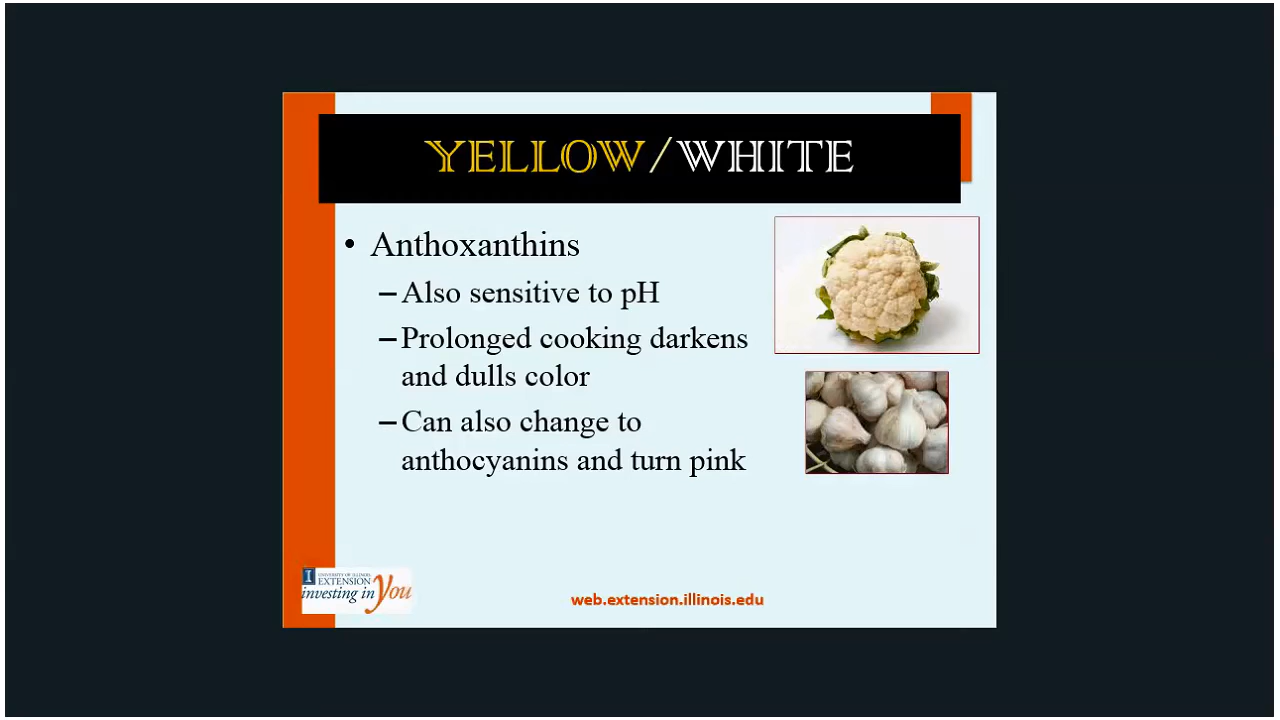 YELLOW/WHITE
• Anthoxanthins
–Also sensitive to pH
–Prolonged cooking darkens
and dulls color
–Can also change to
anthocyanins and turn pink
I
UNIVERSITY OF ILLINOIS
EXTENSION
investing in You
web.extension.illinois.edu